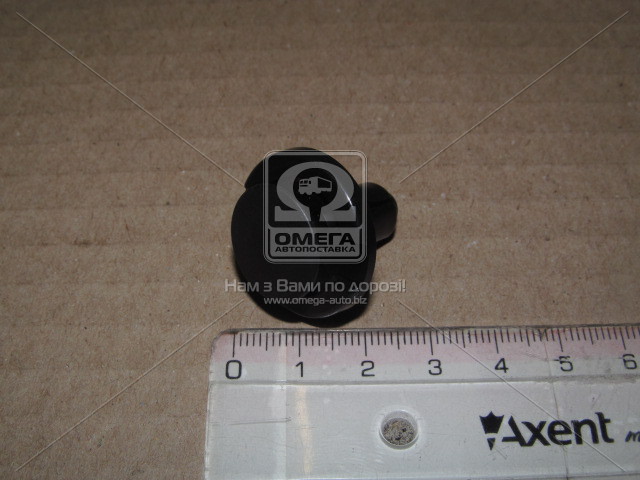 ОМЕГА
АВТОПОСТАВКА
Нам з Вами по дорозі!
www.omega-auto.biz
0 1 2 3 4 5 6
Axent